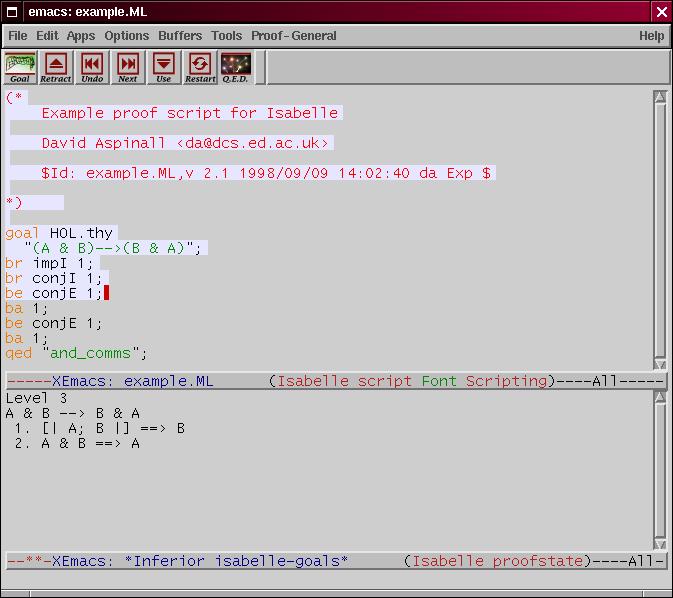 emacs: example.ML
File Edit Apps Options Buffers Tools Proof-General Help
Goal Retract Undo Next Use Restart Q.E.D.
(*
Example proof script for Isabelle
David Aspinall <da@dcs.ed.ac.uk>
$Id: example.ML,v 2.1 1998/09/09 14:02:40 da Exp $
*)
goal HOL.thy
"(A & B)-->(B & A)";
br impI 1;
br conjI 1;
be conjE 1;
ba 1;
be conjE 1;
ba 1;
qed "and_comms";
-----XEmacs: example.ML (Isabelle script Font Scripting)----All-----
Level 3
A & B --> B & A
1. [| A; B |] ==> B
2. A & B ==> A
--**-XEmacs: *Inferior isabelle-goals* (Isabelle proofstate)----All-